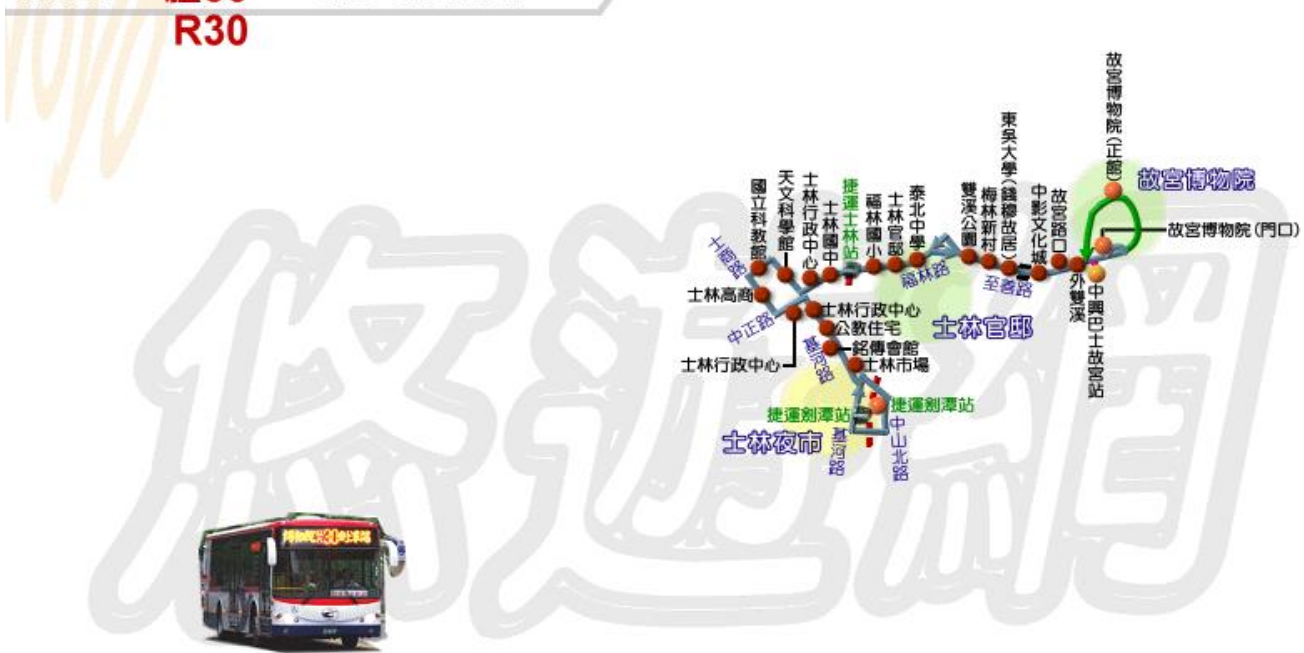 R30
故宮博物院(正館)
故宮博物院
故宮博物院(門口)
國立科教館
天文科學館
士林行政中心
士林國中
捷運士林站
福林國小
士林官邸
泰北中學
雙溪公園
梅林新村
東吳大學(錢穆故居)
中影文化城
故宮路口
外雙溪
中興巴士故宮站
士商路
福林路
至善路
士林高商
中正路
士林行政中心
士林官邸
公教住宅
銘傳會館
士林行政中心
基河路
士林市場
捷運劍潭站
捷運劍潭站
士林夜市
基河路
中山北路
悠遊網